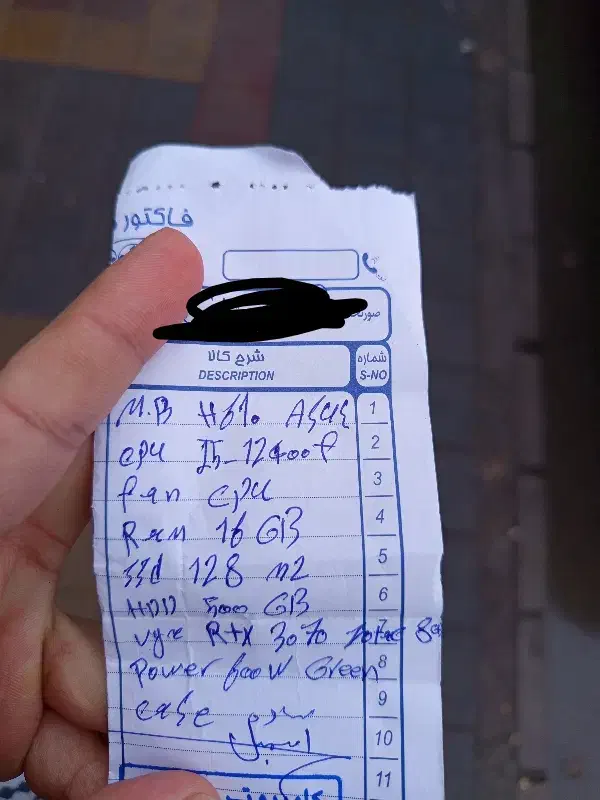 فاکتور
شرح کالا
DESCRIPTION
شماره
S-NO
M.B H610 Asus 1
cpu I5-12400f 2
fan cpu 3
Ram 16 GB 4
ssd 128 m2 5
HDD 500 GB 6
vga Rtx 3070 7
Power 600W Green 8
case 9
10
11